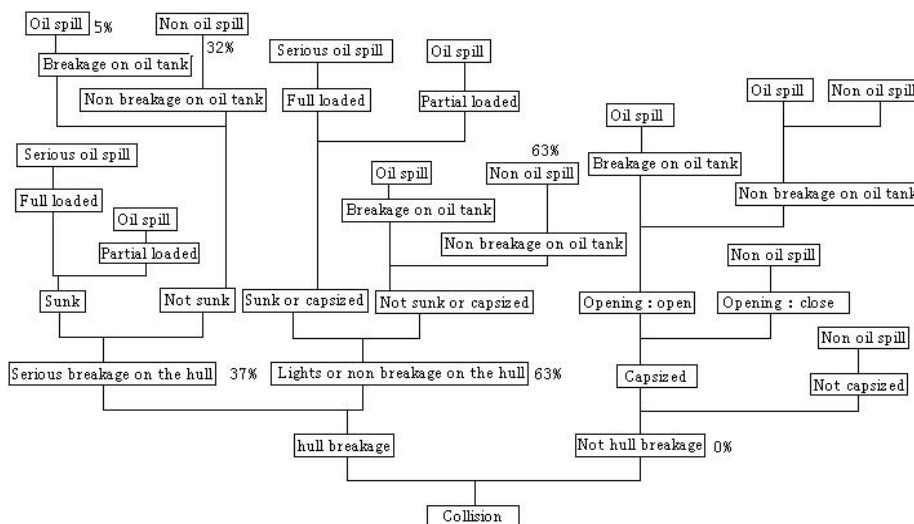 Oil spill 5%
Non oil spill
32%
Breakage on oil tank
Non breakage on oil tank
Serious oil spill
Oil spill
Full loaded
Partial loaded
Oil spill
Non oil spill
Oil spill
Breakage on oil tank
Non breakage on oil tank
Serious oil spill
Full loaded
Oil spill
Partial loaded
63%
Oil spill
Non oil spill
Breakage on oil tank
Non breakage on oil tank
Non oil spill
Sunk
Not sunk
Sunk or capsized
Not sunk or capsized
Opening : open
Opening : close
Non oil spill
Serious breakage on the hull 37%
Lights or non breakage on the hull 63%
Capsized
Not capsized
hull breakage
Not hull breakage 0%
Collision